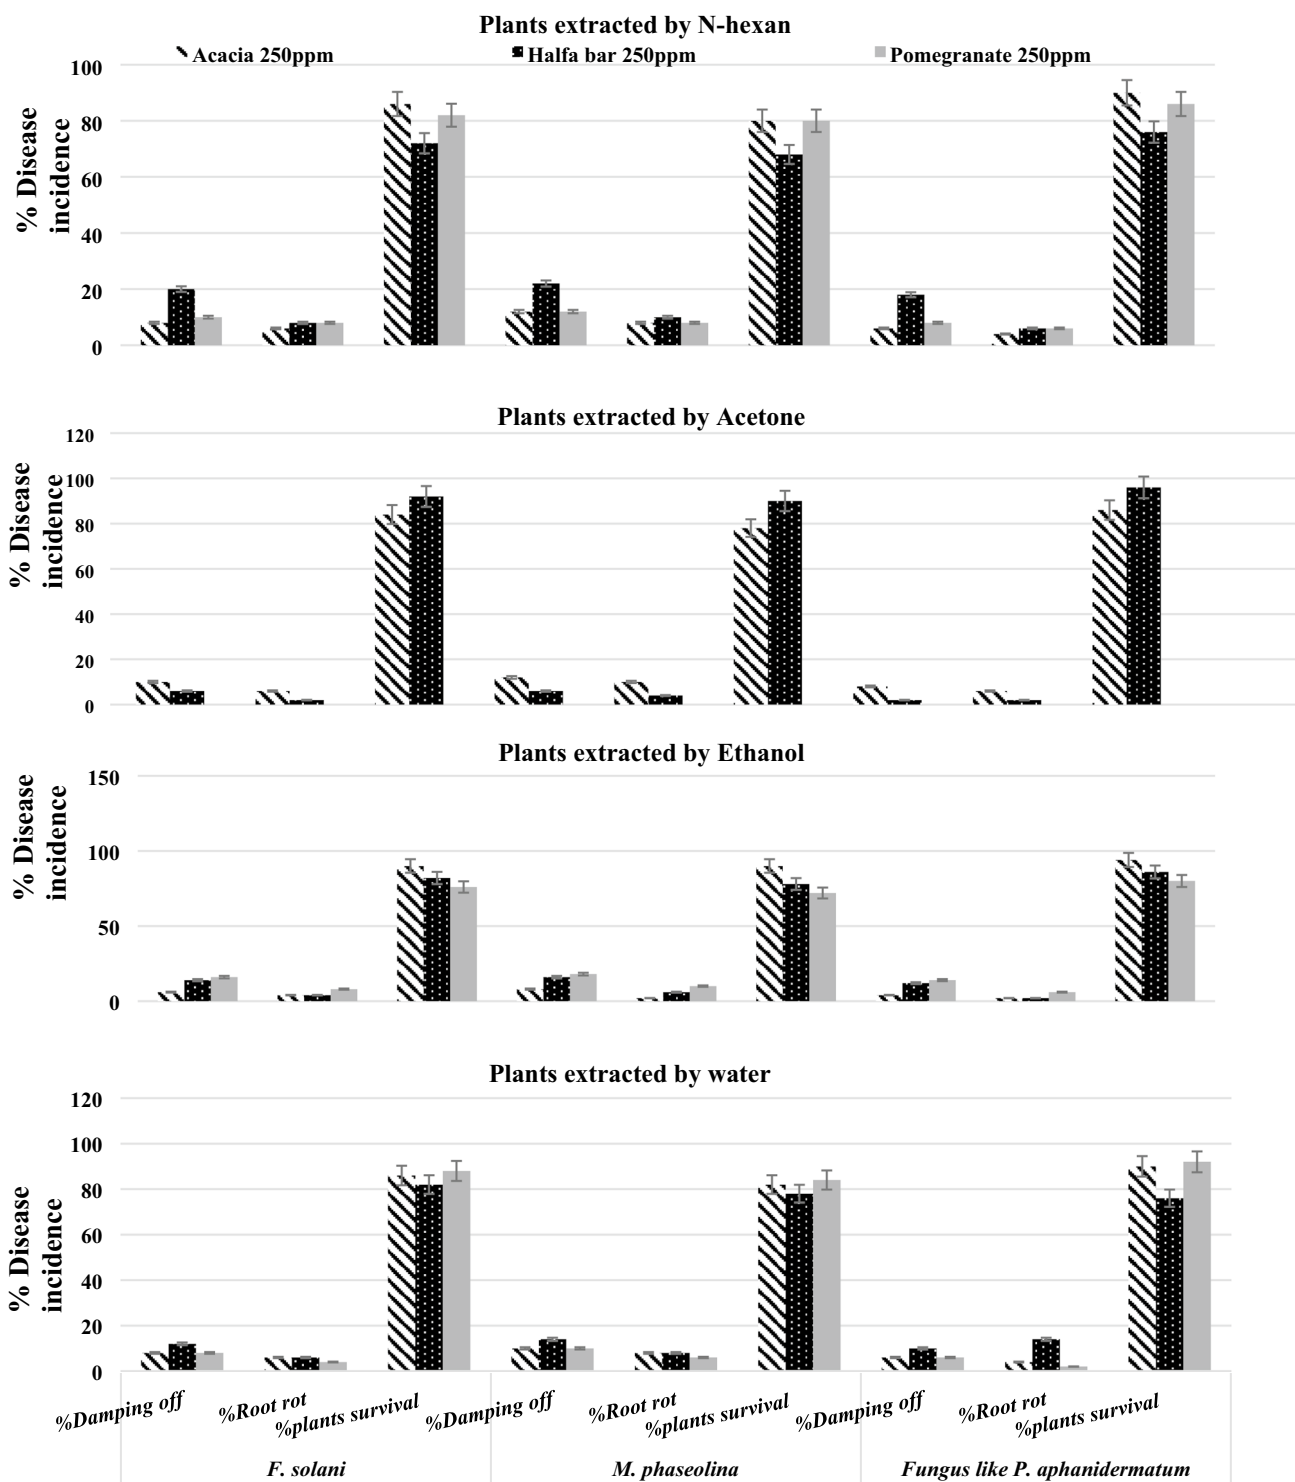 Plants extracted by N-hexan
Acacia 250ppm Halfa bar 250ppm Pomegranate 250ppm
% Disease
incidence
100
80
60
40
20
0
Plants extracted by Acetone
% Disease
incidence
120
100
80
60
40
20
0
Plants extracted by Ethanol
% Disease
incidence
150
100
50
0
Plants extracted by water
% Disease
incidence
120
100
80
60
40
20
0
%Damping off %Root rot %plants survival %Damping off %Root rot %plants survival %Damping off %Root rot %plants survival
F. solani M. phaseolina Fungus like P. aphanidermatum